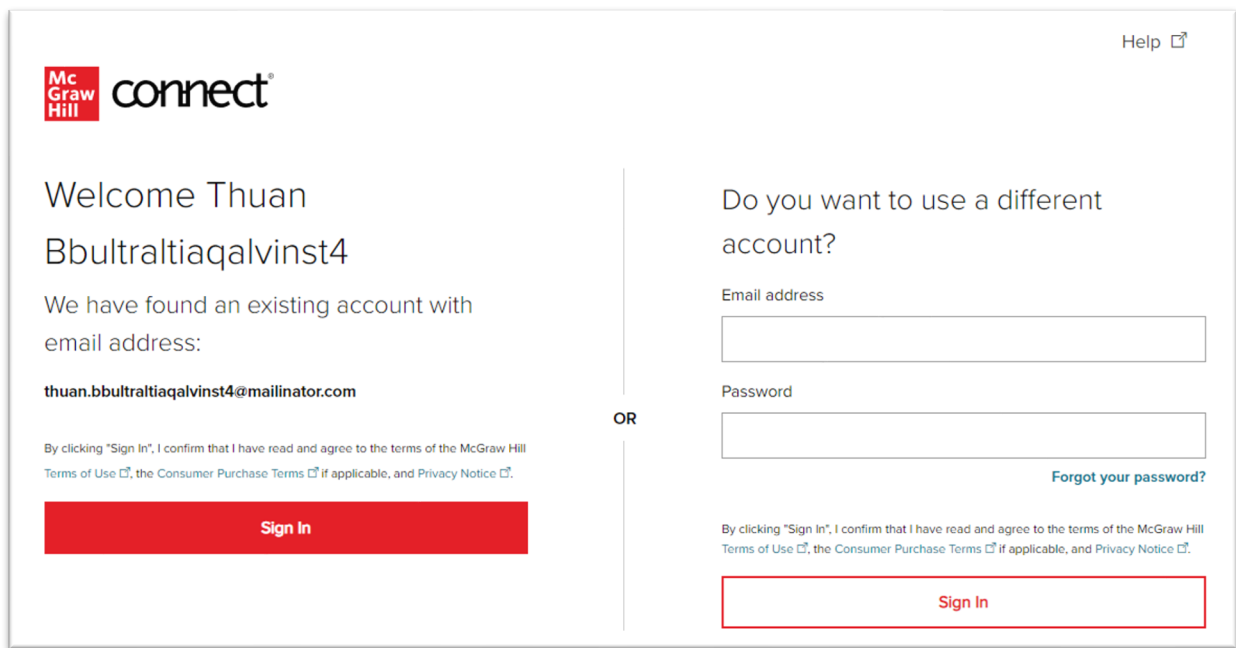 Help
Mc
Graw
Hill
connect®
Welcome Thuan
Bbultraltiaqalvinst4
We have found an existing account with
email address:
thuan.bbultraltiaqalvinst4@mailinator.com
By clicking "Sign In", I confirm that I have read and agree to the terms of the McGraw Hill
Terms of Use, the Consumer Purchase Terms if applicable, and Privacy Notice.
Sign In
OR
Do you want to use a different
account?
Email address
Password
Forgot your password?
By clicking "Sign In", I confirm that I have read and agree to the terms of the McGraw Hill
Terms of Use, the Consumer Purchase Terms if applicable, and Privacy Notice.
Sign In